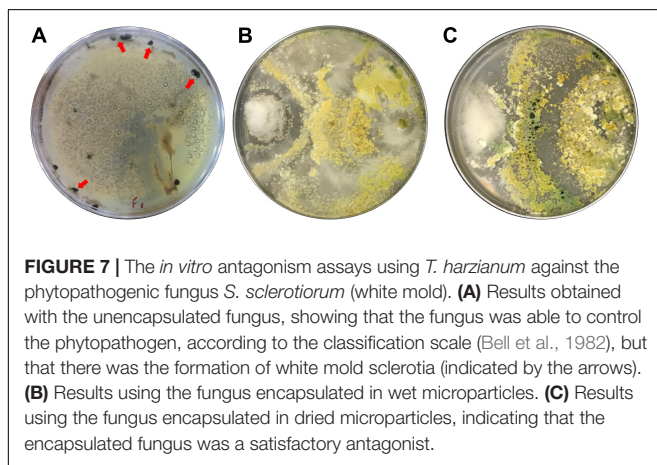 A
B
C
F1
FIGURE 7 | The in vitro antagonism assays using T. harzianum against the
phytopathogenic fungus S. sclerotiorum (white mold). (A) Results obtained
with the unencapsulated fungus, showing that the fungus was able to control
the phytopathogen, according to the classification scale (Bell et al., 1982), but
that there was the formation of white mold sclerotia (indicated by the arrows).
(B) Results using the fungus encapsulated in wet microparticles. (C) Results
using the fungus encapsulated in dried microparticles, indicating that the
encapsulated fungus was a satisfactory antagonist.